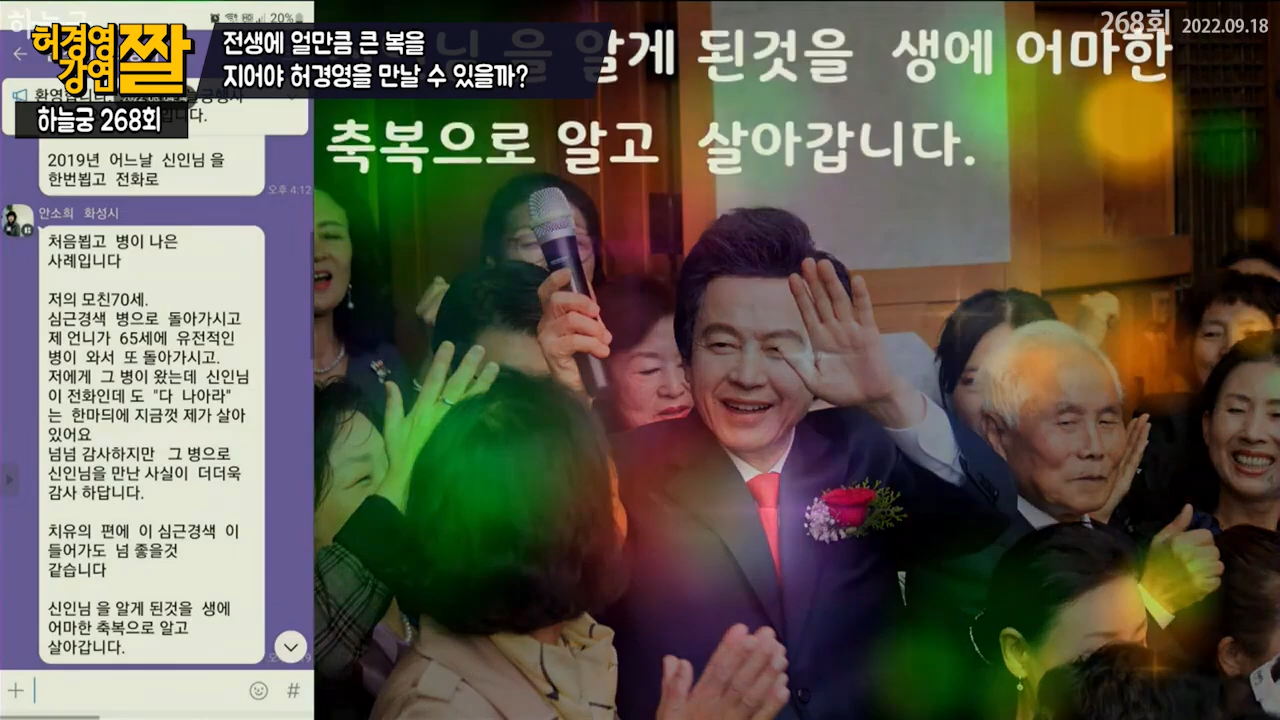 하늘궁
허경영
강연
짤
20%
전생에 얼만큼 큰 복을
지어야 허경영을 만날 수 있을까?
하늘궁 268회
268회 2022.09.18
님 을 알게 된것을 생에 어마한
축복으로 알고 살아갑니다.
2019년 어느날 신인님 을
한번뵙고 전화로
오후 4:12
안소희 화성시
처음뵙고 병이 나은
사례입니다
저의 모친70세.
심근경색 병으로 돌아가시고
제 언니가 65세에 유전적인
병이 와서 또 돌아가시고.
저에게 그 병이 왔는데 신인님
이 전화인데 도 "다 나아라"
는 한마듸에 지금껏 제가 살아
있어요
넘넘 감사하지만 그 병으로
신인님을 만난 사실이 더더욱
감사 하답니다.
치유의 편에 이 심근경색 이
들어가도 넘 좋을것
같습니다
신인님 을 알게 된것을 생에
어마한 축복으로 알고
살아갑니다.